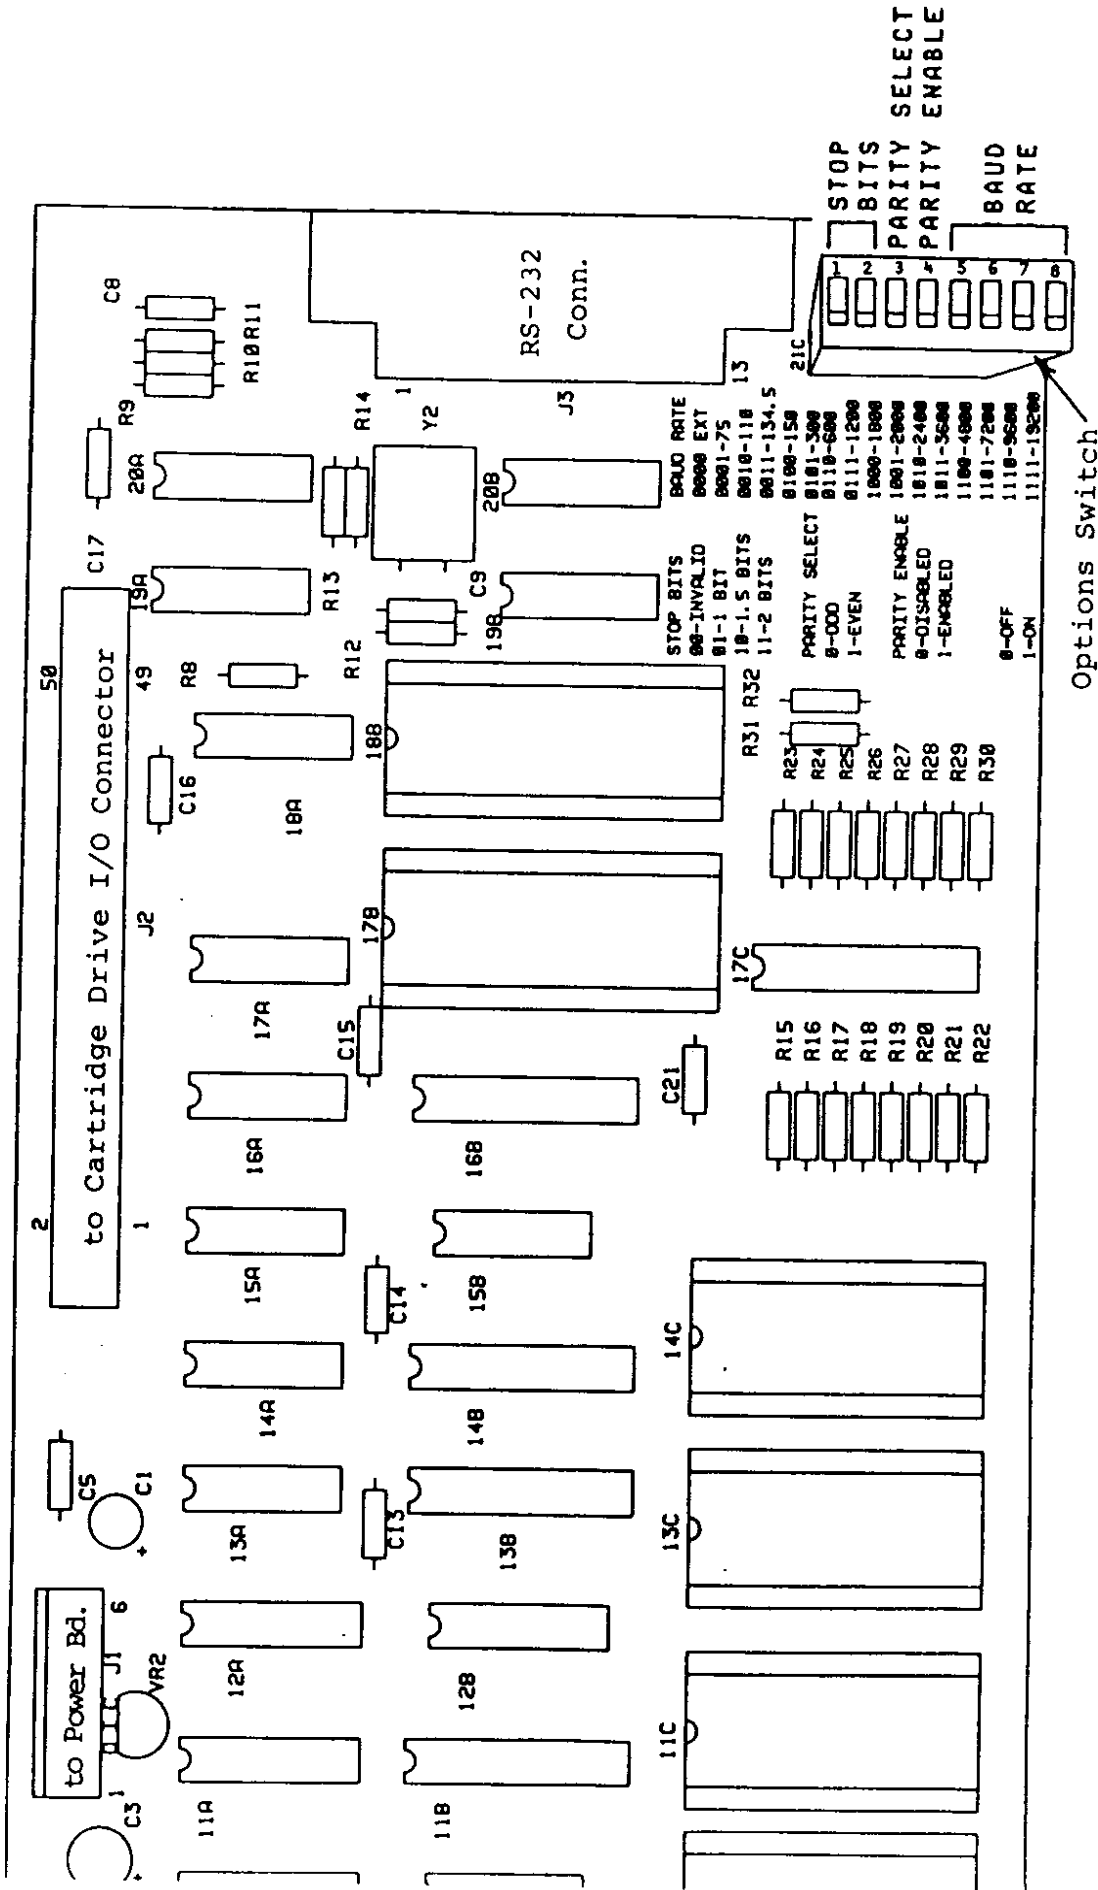 to Cartridge Drive I/O Connector
2
50
1
J2
49
to Power Bd.
1
J1
6
VR2
C3
+
C5
C1
+
C16
C17
R8
R9
C8
R10
R11
20A
19A
18A
17A
16A
15A
14A
13A
12A
11A
R12
R13
R14
Y2
C9
C15
C14
C13
C21
20B
19B
18B
17B
16B
15B
14B
13B
12B
11B
RS-232
Conn.
1
J3
13
STOP BITS
00-INVALID
01-1 BIT
10-1.5 BITS
11-2 BITS
PARITY SELECT
0-ODD
1-EVEN
PARITY ENABLE
0-DISABLED
1-ENABLED
0-OFF
1-ON
BAUD RATE
0000 EXT
0001-75
0010-110
0011-134.5
0100-150
0101-300
0110-600
0111-1200
1000-1800
1001-2000
1010-2400
1011-3600
1100-4800
1101-7200
1110-9600
1111-19200
21C
1
2
3
4
5
6
7
8
STOP
BITS
PARITY SELECT
PARITY ENABLE
BAUD
RATE
Options Switch
R31
R32
R23
R24
R25
R26
R27
R28
R29
R30
17C
R15
R16
R17
R18
R19
R20
R21
R22
14C
13C
11C